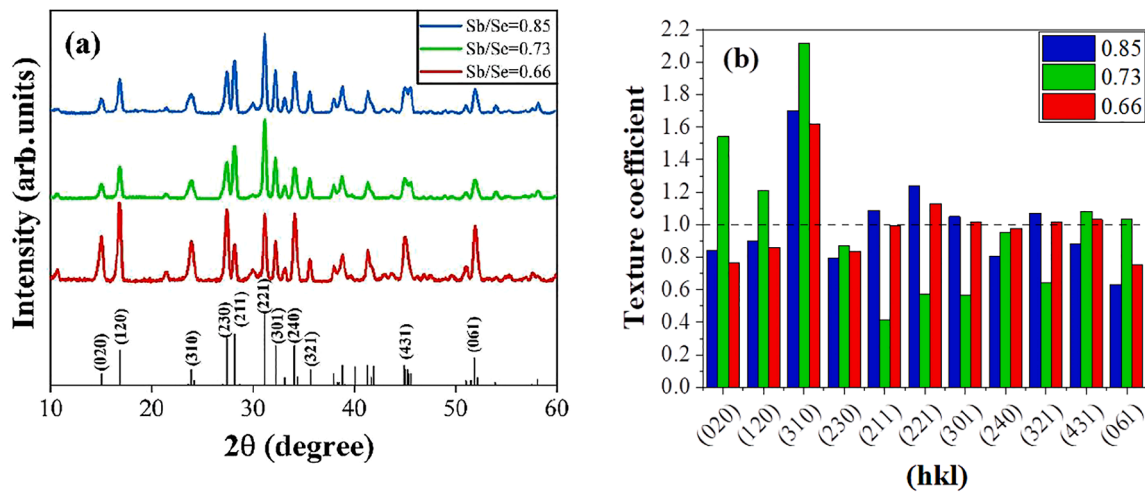 (a)
Sb/Se=0.85
Sb/Se=0.73
Sb/Se=0.66
Intensity (arb.units)
(020)
(120)
(310)
(230)
(211)
(221)
(301)
(240)
(321)
(431)
(061)
10 20 30 40 50 60
2θ (degree)
(b)
0.85
0.73
0.66
Texture coefficient
2.2
2.0
1.8
1.6
1.4
1.2
1.0
0.8
0.6
0.4
0.2
0.0
(020) (120) (310) (230) (211) (221) (301) (240) (321) (431) (061)
(hkl)